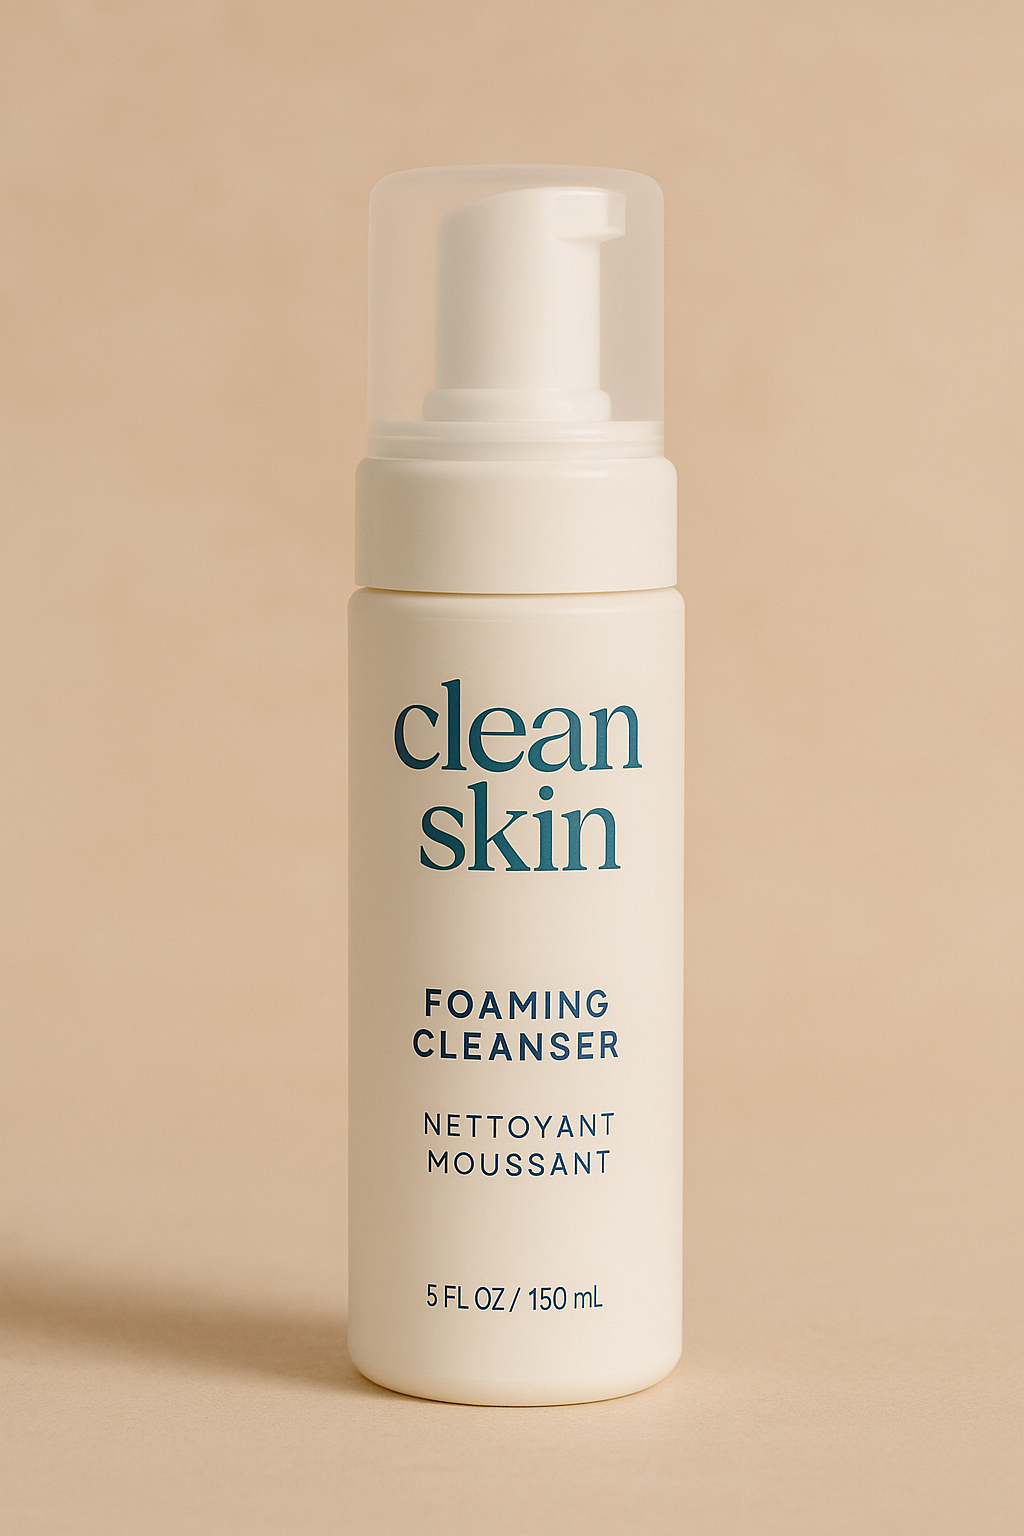 clean
skin
FOAMING
CLEANSER
NETTOYANT
MOUSSANT
5 FL OZ / 150 mL